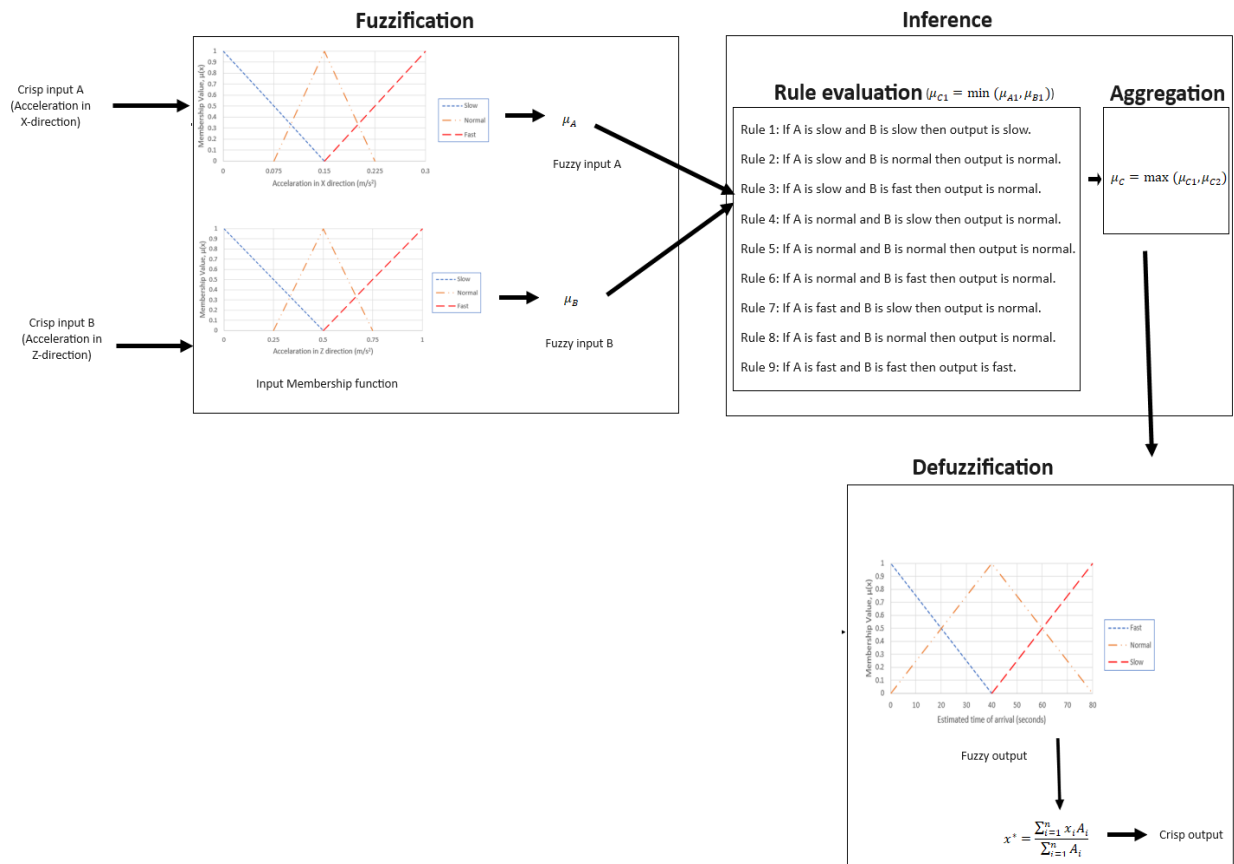 Fuzzification
Crisp input A
(Acceleration in
X-direction)
Membership Value, μ(x)
1
0.9
0.8
0.7
0.6
0.5
0.4
0.3
0.2
0.1
0
0 0.075 0.15 0.225 0.3
Accelaration in X direction (m/s²)
Slow
Normal
Fast
μ_A
Fuzzy input A
Crisp input B
(Acceleration in
Z-direction)
Membership Value, μ(x)
1
0.9
0.8
0.7
0.6
0.5
0.4
0.3
0.2
0.1
0
0 0.25 0.5 0.75 1
Accelaration in Z direction (m/s²)
Slow
Normal
Fast
μ_B
Fuzzy input B
Input Membership function
Inference
Rule evaluation (μ_C1 = min (μ_A1, μ_B1))
Rule 1: If A is slow and B is slow then output is slow.
Rule 2: If A is slow and B is normal then output is normal.
Rule 3: If A is slow and B is fast then output is normal.
Rule 4: If A is normal and B is slow then output is normal.
Rule 5: If A is normal and B is normal then output is normal.
Rule 6: If A is normal and B is fast then output is normal.
Rule 7: If A is fast and B is slow then output is normal.
Rule 8: If A is fast and B is normal then output is normal.
Rule 9: If A is fast and B is fast then output is fast.
Aggregation
μ_C = max (μ_C1, μ_C2)
Defuzzification
Membership Value, μ(x)
1
0.9
0.8
0.7
0.6
0.5
0.4
0.3
0.2
0.1
0
0 10 20 30 40 50 60 70 80
Estimated time of arrival (seconds)
Fast
Normal
Slow
Fuzzy output
x* = ∑ⁿᵢ₌₁ xᵢAᵢ / ∑ⁿᵢ₌₁ Aᵢ
Crisp output